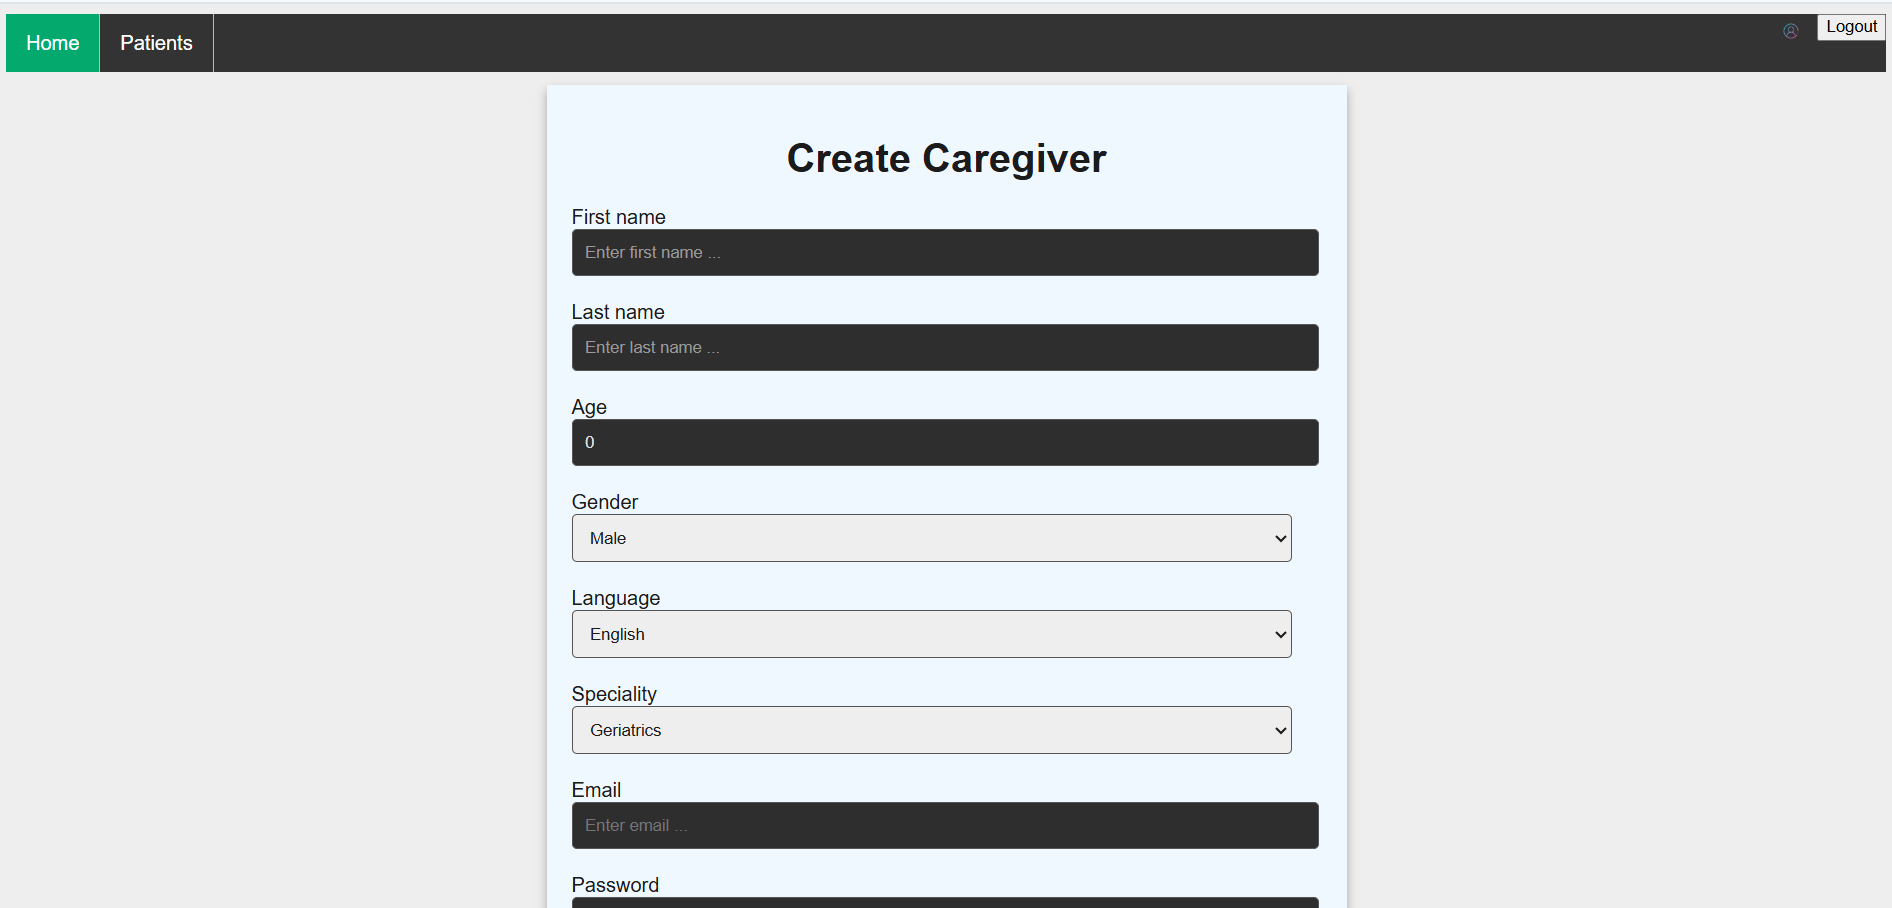 Home Patients Logout
Create Caregiver
First name
Enter first name ...
Last name
Enter last name ...
Age
0
Gender
Male
Language
English
Speciality
Geriatrics
Email
Enter email ...
Password